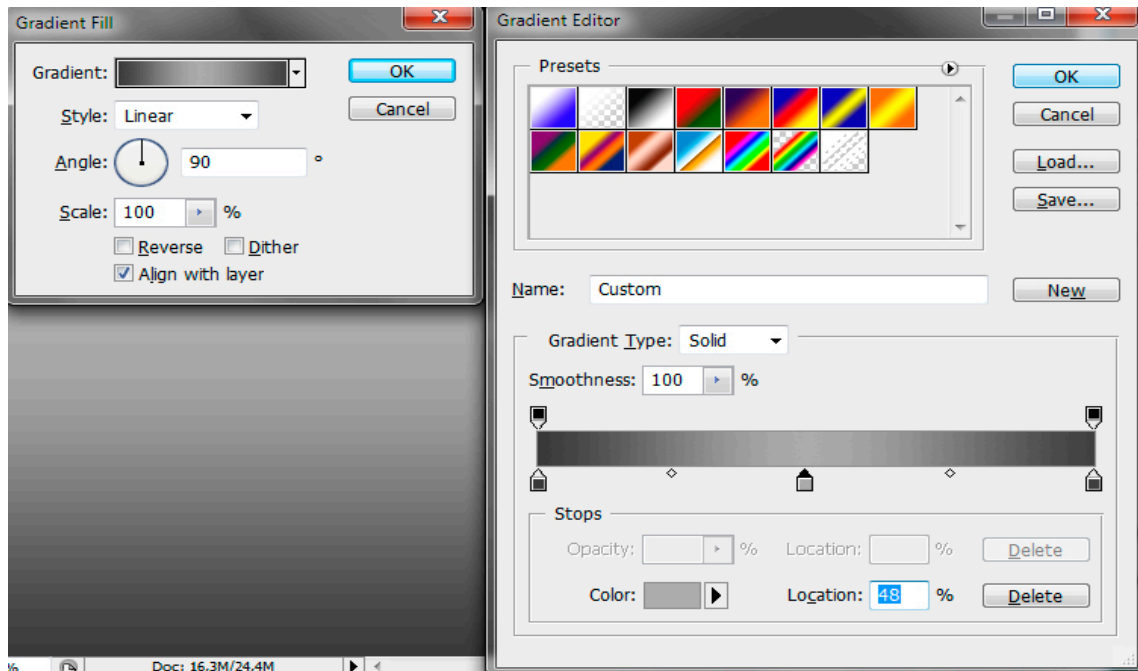 Gradient Fill
Gradient:
OK
Style: Linear
Cancel
Angle: 90 °
Scale: 100 %
Reverse Dither
Align with layer
Doc: 16.3M/24.4M
Gradient Editor
Presets
OK
Cancel
Load...
Save...
Name: Custom
New
Gradient Type: Solid
Smoothness: 100 %
Stops
Opacity: % Location: % Delete
Color: Location: 48 % Delete